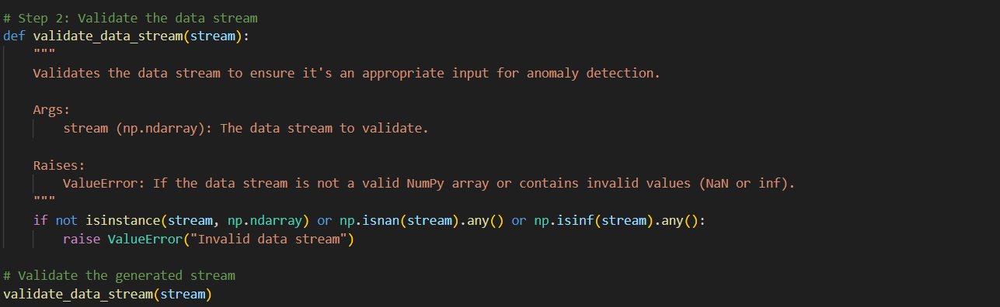 # Step 2: Validate the data stream
def validate_data_stream(stream):
    """
    Validates the data stream to ensure it's an appropriate input for anomaly detection.

    Args:
        stream (np.ndarray): The data stream to validate.

    Raises:
        ValueError: If the data stream is not a valid NumPy array or contains invalid values (NaN or inf).
    """
    if not isinstance(stream, np.ndarray) or np.isnan(stream).any() or np.isinf(stream).any():
        raise ValueError("Invalid data stream")

# Validate the generated stream
validate_data_stream(stream)